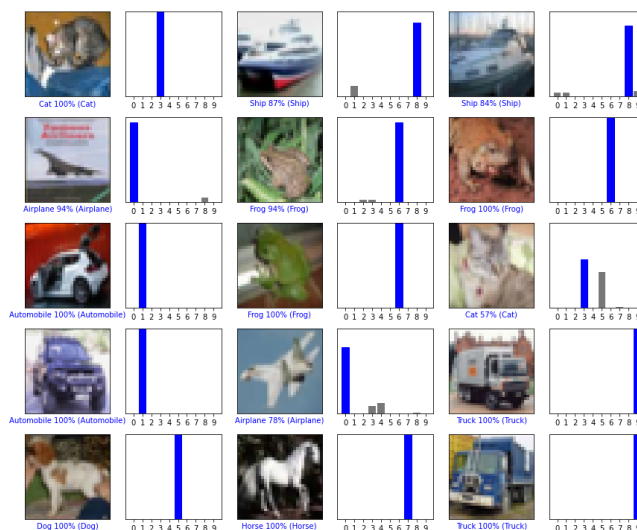 0 1 2 3 4 5 6 7 8 9
0 1 2 3 4 5 6 7 8 9
0 1 2 3 4 5 6 7 8 9
Cat 100% (Cat)
Ship 87% (Ship)
Ship 84% (Ship)
0 1 2 3 4 5 6 7 8 9
0 1 2 3 4 5 6 7 8 9
0 1 2 3 4 5 6 7 8 9
Airplane 94% (Airplane)
Frog 94% (Frog)
Frog 100% (Frog)
0 1 2 3 4 5 6 7 8 9
0 1 2 3 4 5 6 7 8 9
0 1 2 3 4 5 6 7 8 9
Automobile 100% (Automobile)
Frog 100% (Frog)
Cat 57% (Cat)
0 1 2 3 4 5 6 7 8 9
0 1 2 3 4 5 6 7 8 9
0 1 2 3 4 5 6 7 8 9
Automobile 100% (Automobile)
Airplane 78% (Airplane)
Truck 100% (Truck)
0 1 2 3 4 5 6 7 8 9
0 1 2 3 4 5 6 7 8 9
0 1 2 3 4 5 6 7 8 9
Dog 100% (Dog)
Horse 100% (Horse)
Truck 100% (Truck)